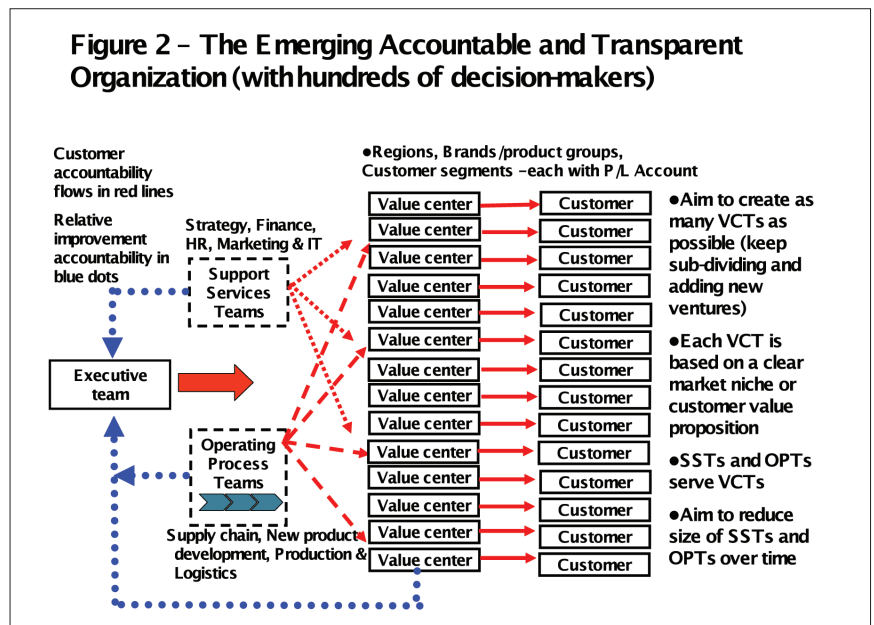 Figure 2 – The Emerging Accountable and Transparent
Organization (with hundreds of decision-makers)
Customer
accountability
flows in red lines
Relative
improvement
accountability in
blue dots
Strategy, Finance,
HR, Marketing & IT
Support
Services
Teams
Executive
team
Operating
Process
Teams
Supply chain, New product
development, Production &
Logistics
●Regions, Brands/product groups,
Customer segments –each with P/L Account
Value center
Customer
Value center
Customer
Value center
Customer
Value center
Customer
Value center
Customer
Value center
Customer
Value center
Customer
Value center
Customer
Value center
Customer
Value center
Customer
Value center
Customer
Value center
Customer
Value center
Customer
Value center
Customer
●Aim to create as
many VCTs as
possible (keep
sub-dividing and
adding new
ventures)
●Each VCT is
based on a clear
market niche or
customer value
proposition
●SSTs and OPTs
serve VCTs
●Aim to reduce
size of SSTs and
OPTs over time